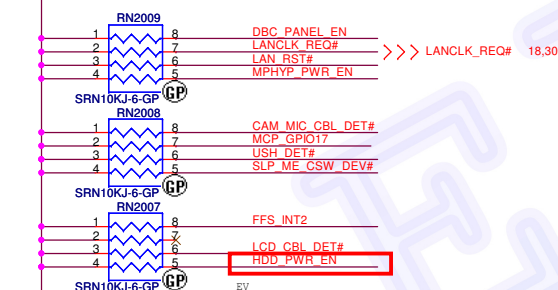 RN2009
1 8 DBC_PANEL_EN
2 7 LANCLK_REQ#
LANCLK_REQ# 18,30
3 6 LAN_RST#
4 5 MPHYP_PWR_EN
SRN10KJ-6-GP GP
RN2008
1 8 CAM_MIC_CBL_DET#
2 7 MCP_GPIO17
3 6 USH_DET#
4 5 SLP_ME_CSW_DEV#
SRN10KJ-6-GP GP
RN2007
1 8 FFS_INT2
2 7
3 6 LCD_CBL_DET#
4 5 HDD_PWR_EN
SRN10KJ-6-GP GP
EV